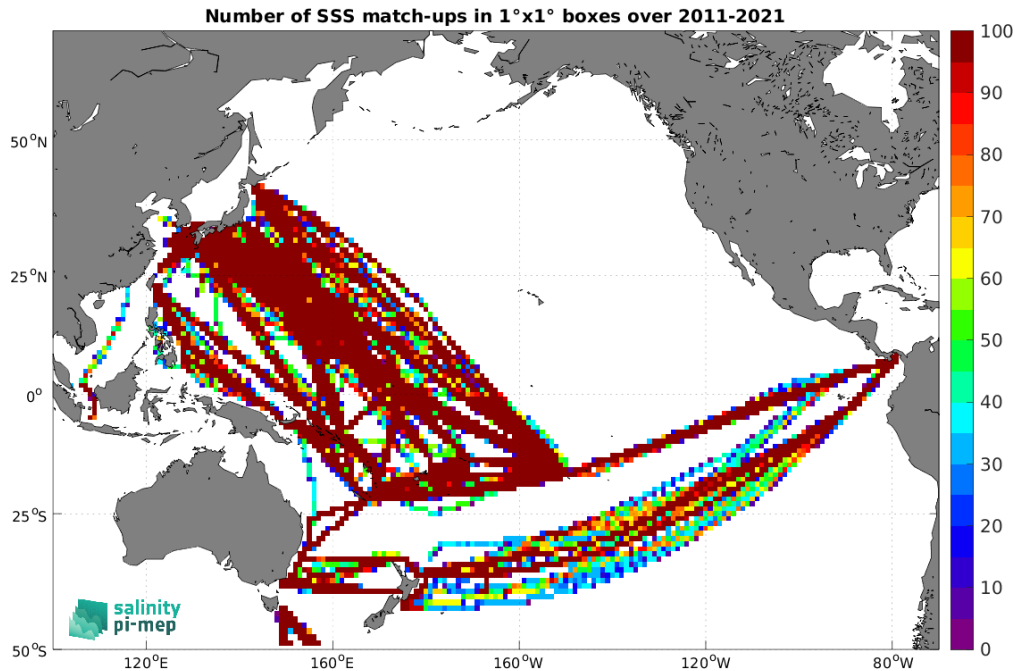 Number of SSS match-ups in 1°x1° boxes over 2011-2021
50°N
25°N
0°
25°S
50°S
120°E
160°E
160°W
120°W
80°W
100
90
80
70
60
50
40
30
20
10
0
salinity
pi-mep